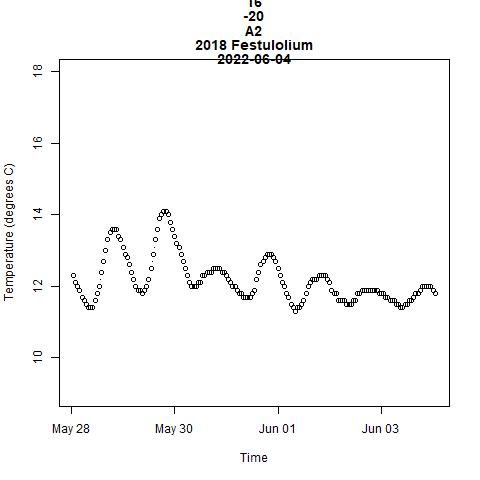 16
-20
A2
2018 Festulolium
2022-06-04
18
16
14
12
10
Temperature (degrees C)
May 28
May 30
Jun 01
Jun 03
Time